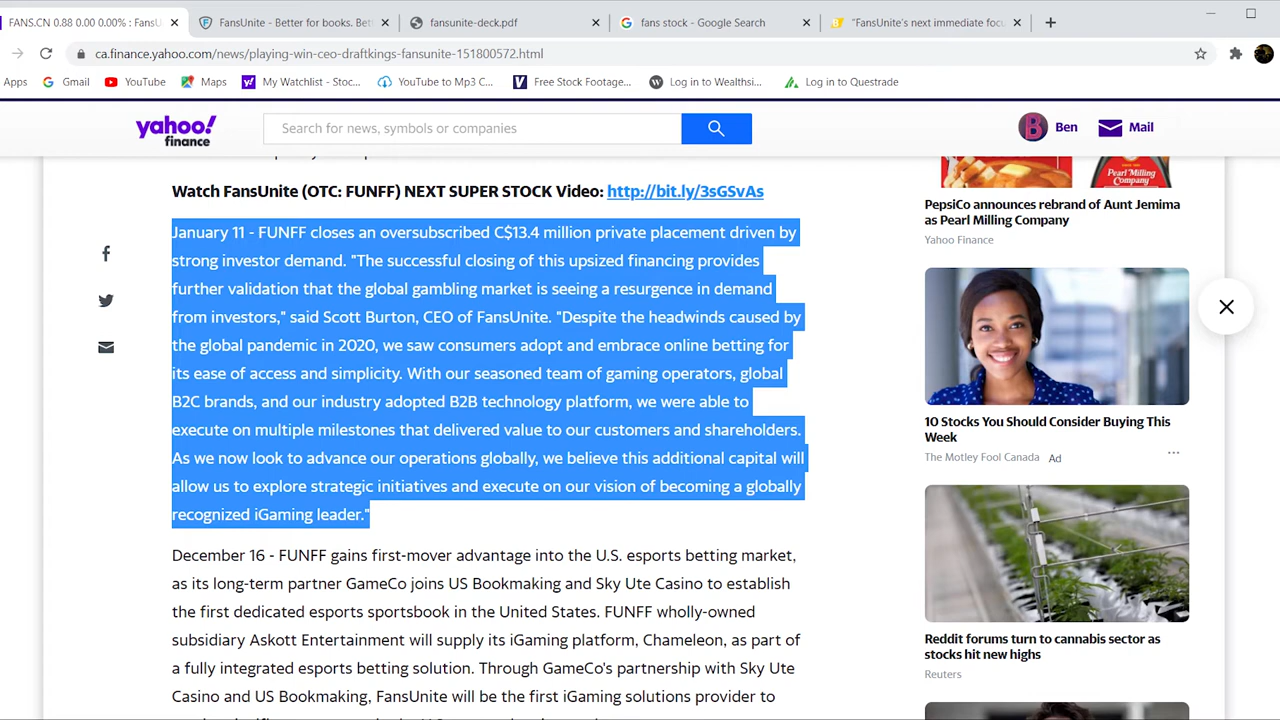 FANS.CN 0.88 0.00 0.00% : FansU
FansUnite - Better for books. Bet
fansunite-deck.pdf
fans stock - Google Search
"FansUnite's next immediate foc
ca.finance.yahoo.com/news/playing-win-ceo-draftkings-fansunite-151800572.html
Apps
Gmail
YouTube
Maps
My Watchlist - Stoc...
YouTube to Mp3 C...
Free Stock Footage...
Log in to Wealthsi...
Log in to Questrade
yahoo!
finance
Search for news, symbols or companies
Ben
Mail
Watch FansUnite (OTC: FUNFF) NEXT SUPER STOCK Video: http://bit.ly/3sGSvAs
January 11 - FUNFF closes an oversubscribed C$13.4 million private placement driven by
strong investor demand. "The successful closing of this upsized financing provides
further validation that the global gambling market is seeing a resurgence in demand
from investors," said Scott Burton, CEO of FansUnite. "Despite the headwinds caused by
the global pandemic in 2020, we saw consumers adopt and embrace online betting for
its ease of access and simplicity. With our seasoned team of gaming operators, global
B2C brands, and our industry adopted B2B technology platform, we were able to
execute on multiple milestones that delivered value to our customers and shareholders.
As we now look to advance our operations globally, we believe this additional capital will
allow us to explore strategic initiatives and execute on our vision of becoming a globally
recognized iGaming leader."
December 16 - FUNFF gains first-mover advantage into the U.S. esports betting market,
as its long-term partner GameCo joins US Bookmaking and Sky Ute Casino to establish
the first dedicated esports sportsbook in the United States. FUNFF wholly-owned
subsidiary Askott Entertainment will supply its iGaming platform, Chameleon, as part of
a fully integrated esports betting solution. Through GameCo's partnership with Sky Ute
Casino and US Bookmaking, FansUnite will be the first iGaming solutions provider to
Pearl Milling
Company
PepsiCo announces rebrand of Aunt Jemima
as Pearl Milling Company
Yahoo Finance
10 Stocks You Should Consider Buying This
Week
The Motley Fool Canada Ad
Reddit forums turn to cannabis sector as
stocks hit new highs
Reuters